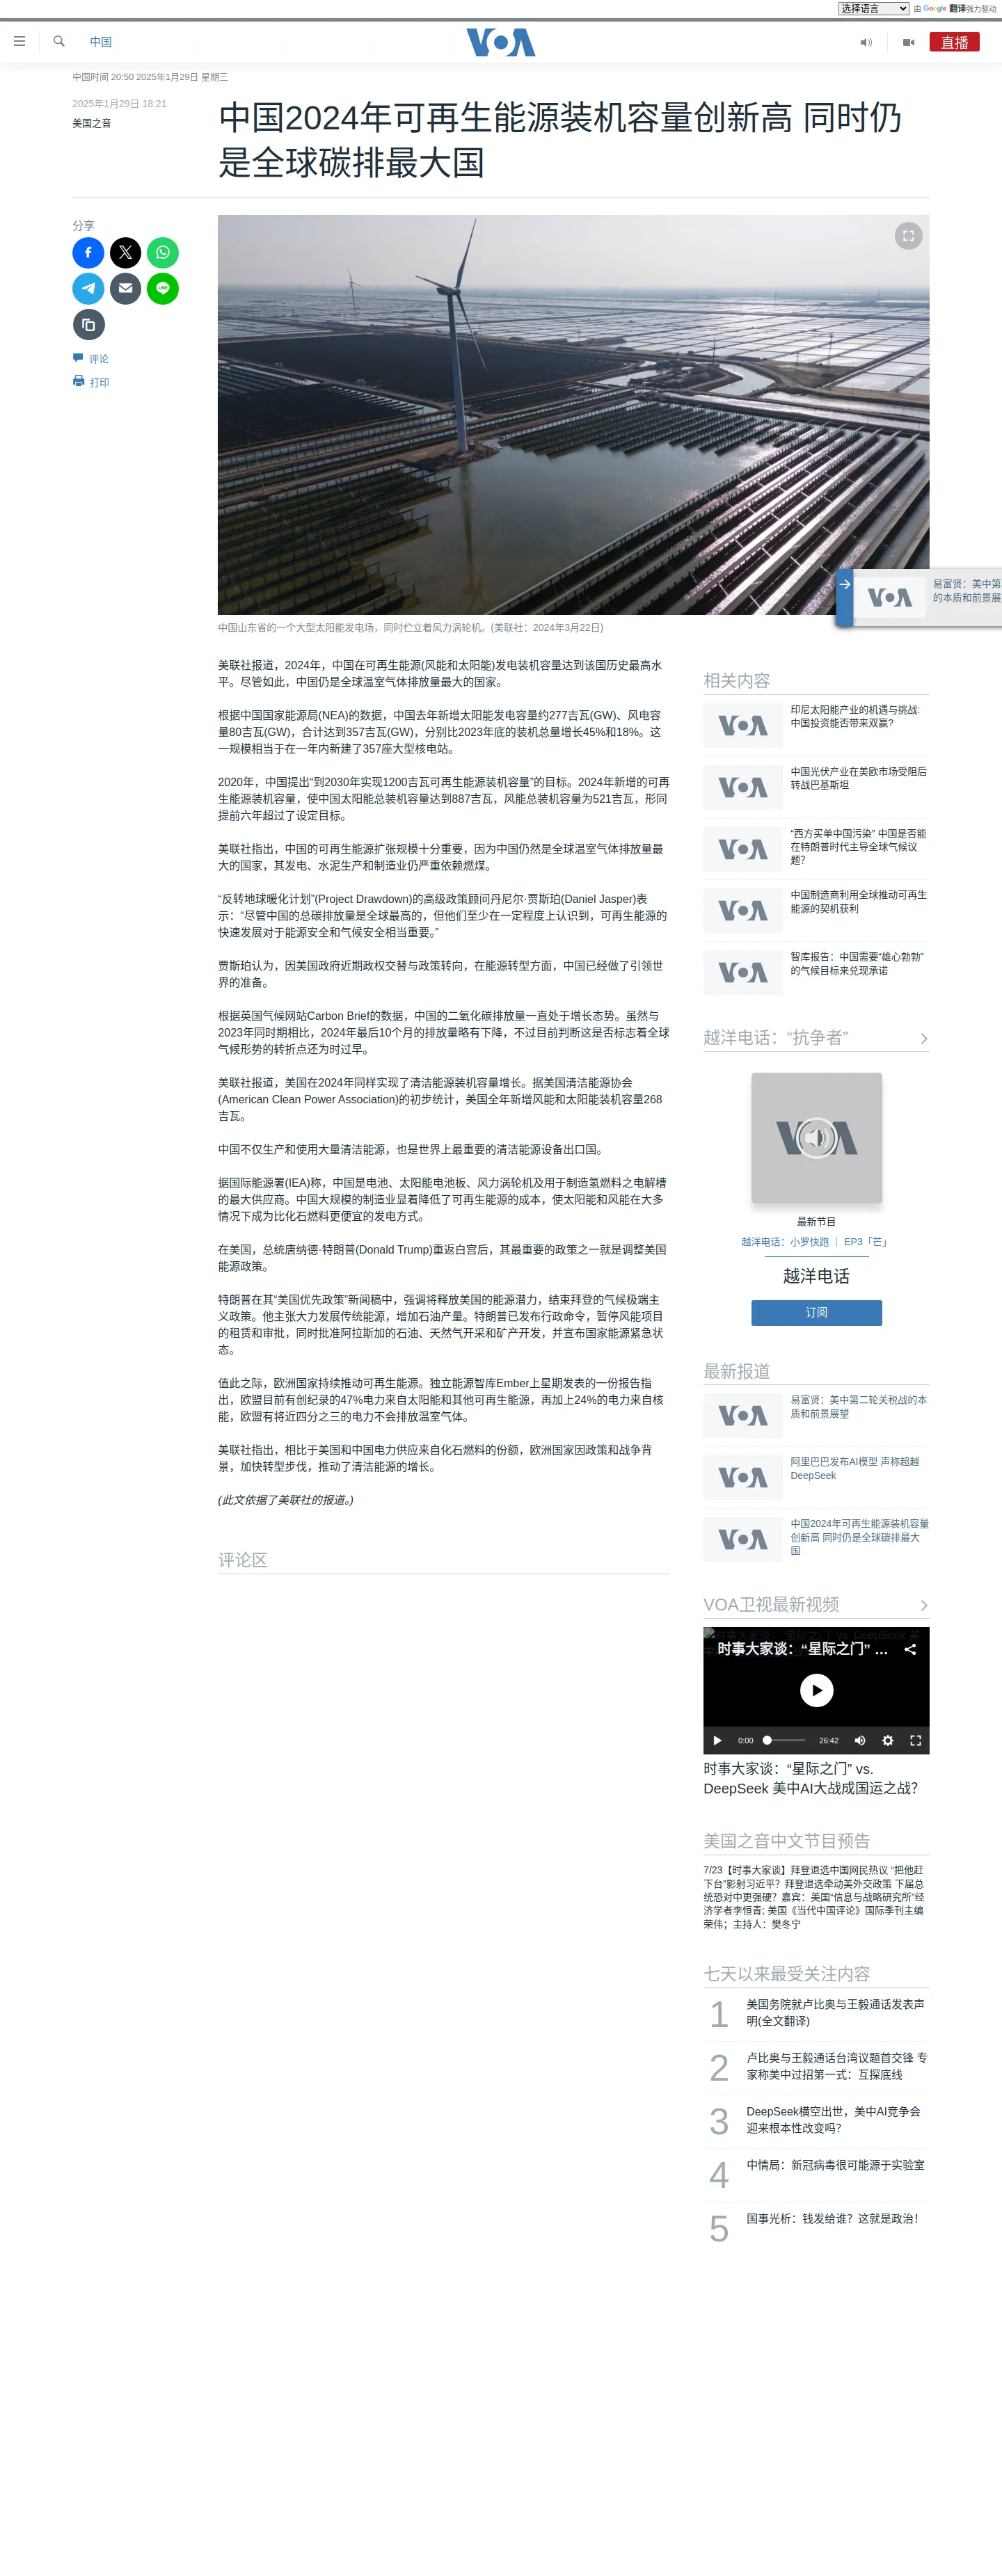 选择语言 由 Google 翻译强力驱动
中国 VOA 直播
中国时间 20:50 2025年1月29日 星期三
2025年1月29日 18:21
美国之音
中国2024年可再生能源装机容量创新高 同时仍
是全球碳排最大国
分享
评论
打印
易富贤：美中第
的本质和前景展
中国山东省的一个大型太阳能发电场，同时伫立着风力涡轮机。(美联社：2024年3月22日)
美联社报道，2024年，中国在可再生能源(风能和太阳能)发电装机容量达到该国历史最高水
平。尽管如此，中国仍是全球温室气体排放量最大的国家。
根据中国国家能源局(NEA)的数据，中国去年新增太阳能发电容量约277吉瓦(GW)、风电容
量80吉瓦(GW)，合计达到357吉瓦(GW)，分别比2023年底的装机总量增长45%和18%。这
一规模相当于在一年内新建了357座大型核电站。
2020年，中国提出“到2030年实现1200吉瓦可再生能源装机容量”的目标。2024年新增的可再
生能源装机容量，使中国太阳能总装机容量达到887吉瓦，风能总装机容量为521吉瓦，形同
提前六年超过了设定目标。
美联社指出，中国的可再生能源扩张规模十分重要，因为中国仍然是全球温室气体排放量最
大的国家，其发电、水泥生产和制造业仍严重依赖燃煤。
“反转地球暖化计划”(Project Drawdown)的高级政策顾问丹尼尔·贾斯珀(Daniel Jasper)表
示：“尽管中国的总碳排放量是全球最高的，但他们至少在一定程度上认识到，可再生能源的
快速发展对于能源安全和气候安全相当重要。”
贾斯珀认为，因美国政府近期政权交替与政策转向，在能源转型方面，中国已经做了引领世
界的准备。
根据英国气候网站Carbon Brief的数据，中国的二氧化碳排放量一直处于增长态势。虽然与
2023年同时期相比，2024年最后10个月的排放量略有下降，不过目前判断这是否标志着全球
气候形势的转折点还为时过早。
美联社报道，美国在2024年同样实现了清洁能源装机容量增长。据美国清洁能源协会
(American Clean Power Association)的初步统计，美国全年新增风能和太阳能装机容量268
吉瓦。
中国不仅生产和使用大量清洁能源，也是世界上最重要的清洁能源设备出口国。
据国际能源署(IEA)称，中国是电池、太阳能电池板、风力涡轮机及用于制造氢燃料之电解槽
的最大供应商。中国大规模的制造业显着降低了可再生能源的成本，使太阳能和风能在大多
情况下成为比化石燃料更便宜的发电方式。
在美国，总统唐纳德·特朗普(Donald Trump)重返白宫后，其最重要的政策之一就是调整美国
能源政策。
特朗普在其“美国优先政策”新闻稿中，强调将释放美国的能源潜力，结束拜登的气候极端主
义政策。他主张大力发展传统能源，增加石油产量。特朗普已发布行政命令，暂停风能项目
的租赁和审批，同时批准阿拉斯加的石油、天然气开采和矿产开发，并宣布国家能源紧急状
态。
值此之际，欧洲国家持续推动可再生能源。独立能源智库Ember上星期发表的一份报告指
出，欧盟目前有创纪录的47%电力来自太阳能和其他可再生能源，再加上24%的电力来自核
能，欧盟有将近四分之三的电力不会排放温室气体。
美联社指出，相比于美国和中国电力供应来自化石燃料的份额，欧洲国家因政策和战争背
景，加快转型步伐，推动了清洁能源的增长。
(此文依据了美联社的报道。)
评论区
相关内容
印尼太阳能产业的机遇与挑战:
中国投资能否带来双赢?
中国光伏产业在美欧市场受阻后
转战巴基斯坦
“西方买单中国污染” 中国是否能
在特朗普时代主导全球气候议
题？
中国制造商利用全球推动可再生
能源的契机获利
智库报告：中国需要“雄心勃勃”
的气候目标来兑现承诺
越洋电话：“抗争者”
最新节目
越洋电话：小罗快跑 ｜ EP3「芒」
越洋电话
订阅
最新报道
易富贤：美中第二轮关税战的本
质和前景展望
阿里巴巴发布AI模型 声称超越
DeepSeek
中国2024年可再生能源装机容量
创新高 同时仍是全球碳排最大
国
VOA卫视最新视频
时事大家谈：“星际之门” ...
0:00 26:42
时事大家谈：“星际之门” vs.
DeepSeek 美中AI大战成国运之战？
美国之音中文节目预告
7/23【时事大家谈】拜登退选中国网民热议 “把他赶
下台”影射习近平？拜登退选牵动美外交政策 下届总
统恐对中更强硬？嘉宾：美国“信息与战略研究所”经
济学者李恒青; 美国《当代中国评论》国际季刊主编
荣伟；主持人：樊冬宁
七天以来最受关注内容
1 美国务院就卢比奥与王毅通话发表声
明(全文翻译)
2 卢比奥与王毅通话台湾议题首交锋 专
家称美中过招第一式：互探底线
3 DeepSeek横空出世，美中AI竞争会
迎来根本性改变吗？
4 中情局：新冠病毒很可能源于实验室
5 国事光析：钱发给谁？这就是政治！